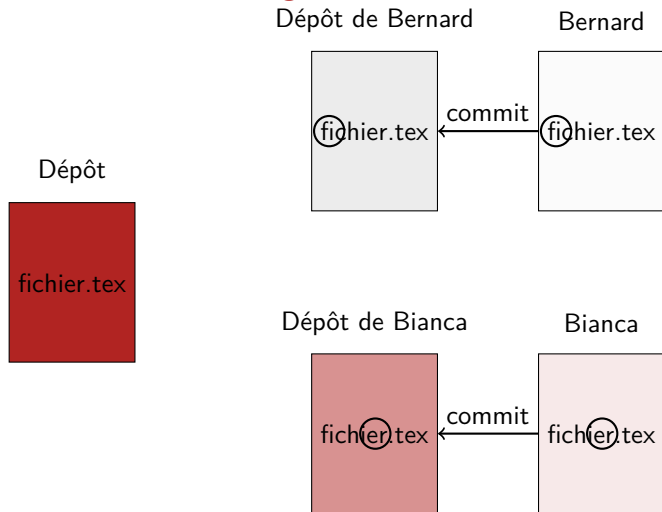 Dépôt de Bernard
Bernard
fichier.tex
commit
fichier.tex
Dépôt
fichier.tex
Dépôt de Bianca
Bianca
fichier.tex
commit
fichier.tex